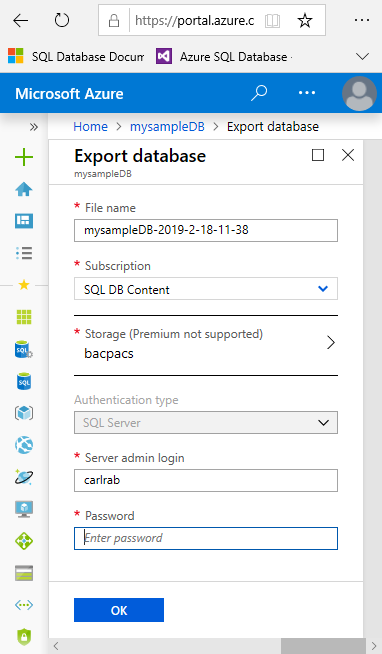 https://portal.azure.c
SQL Database Docum
Azure SQL Database
Microsoft Azure
Home > mysampleDB > Export database
Export database
mysampleDB
* File name
mysampleDB-2019-2-18-11-38
* Subscription
SQL DB Content
* Storage (Premium not supported)
bacpacs
Authentication type
SQL Server
* Server admin login
carlrab
* Password
Enter password
OK